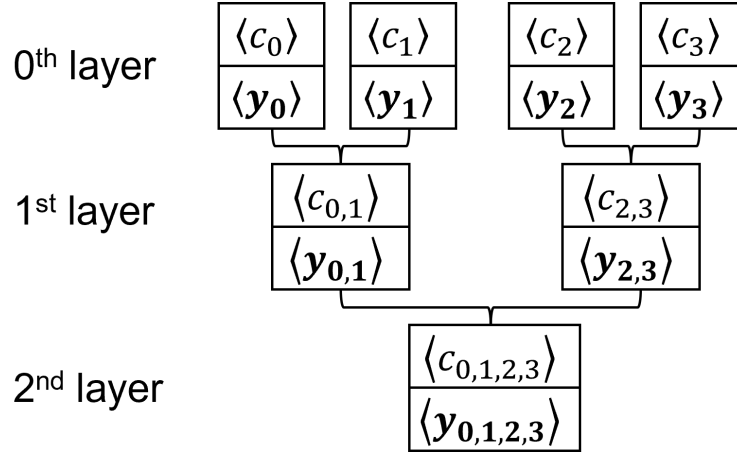 0th layer
⟨c0⟩ ⟨c1⟩ ⟨c2⟩ ⟨c3⟩
⟨y0⟩ ⟨y1⟩ ⟨y2⟩ ⟨y3⟩
1st layer
⟨c0,1⟩ ⟨c2,3⟩
⟨y0,1⟩ ⟨y2,3⟩
2nd layer
⟨c0,1,2,3⟩
⟨y0,1,2,3⟩